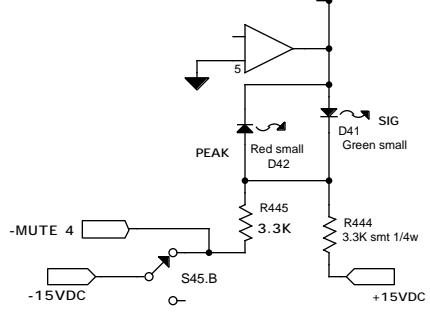 5
SIG
D41
Green small
PEAK
Red small
D42
R445
3.3K
R444
3.3K smt 1/4w
-MUTE 4
S45.B
-15VDC
+15VDC